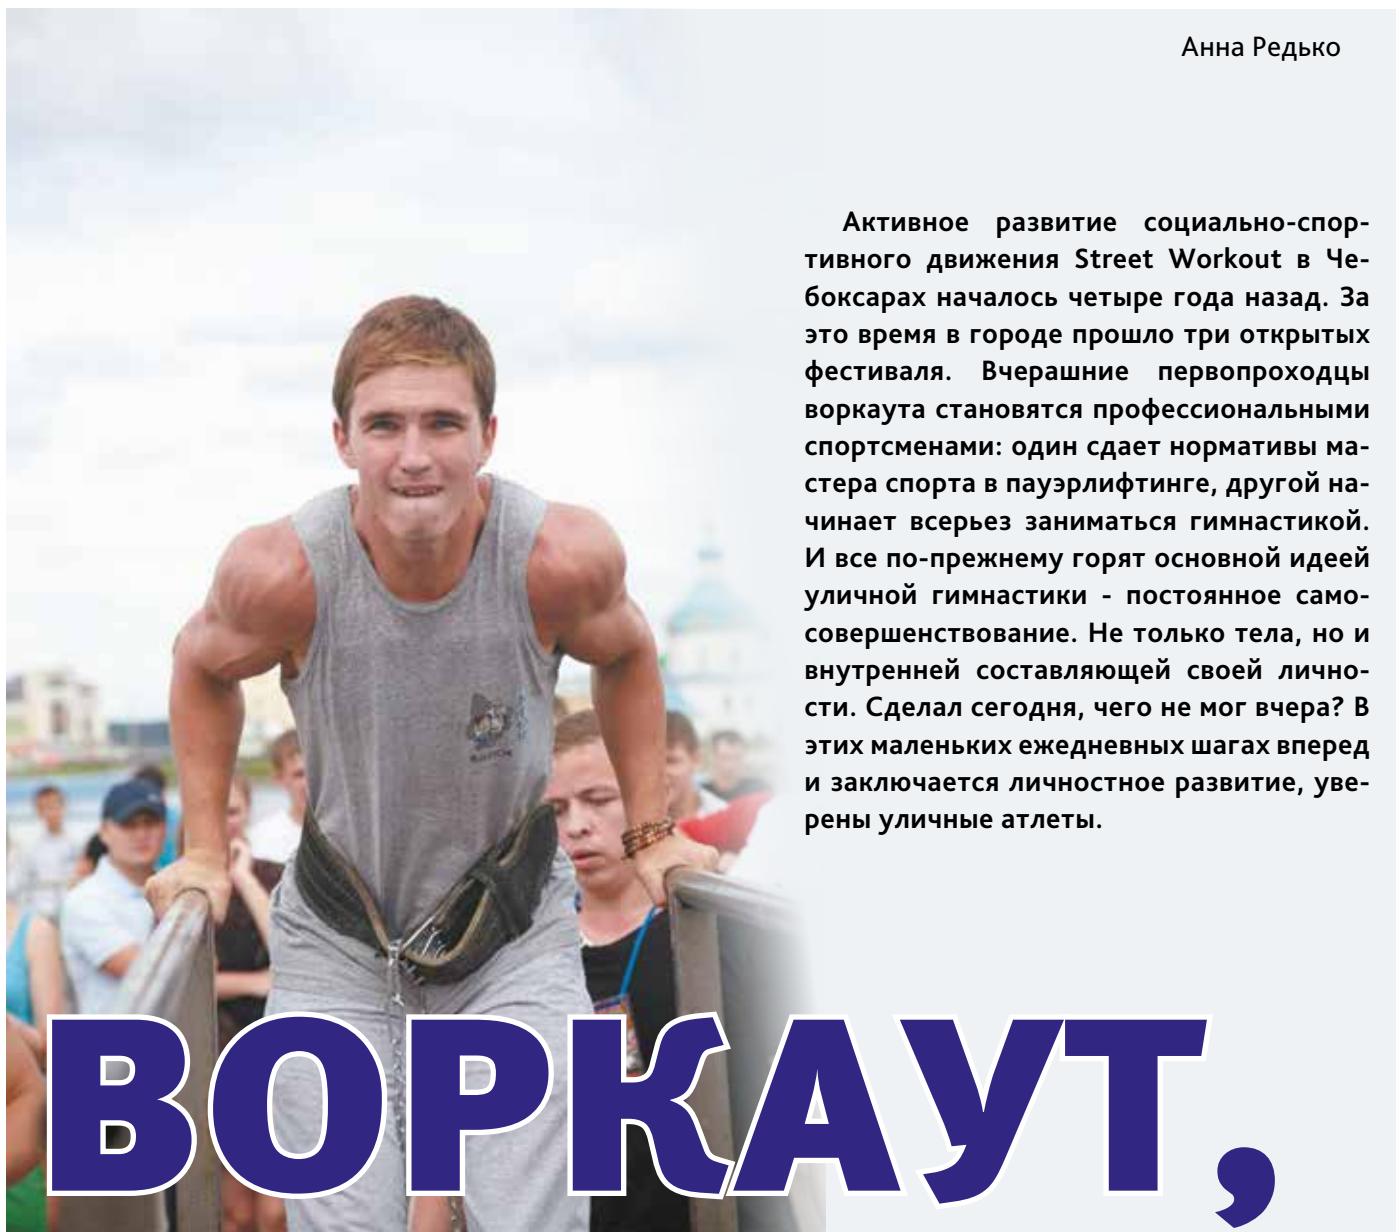 Анна Редько
Активное развитие социально-спор-
тивного движения Street Workout в Че-
боксарах началось четыре года назад. За
это время в городе прошло три открытых
фестиваля. Вчерашние первопроходцы
воркаута становятся профессиональными
спортсменами: один сдает нормативы ма-
стера спорта в пауэрлифтинге, другой на-
чинает всерьез заниматься гимнастикой.
И все по-прежнему горят основной идеей
уличной гимнастики - постоянное само-
совершенствование. Не только тела, но и
внутренней составляющей своей лично-
сти. Сделал сегодня, чего не мог вчера? В
этих маленьких ежедневных шагах вперед
и заключается личностное развитие, уве-
рены уличные атлеты.
ВОРКАУТ,